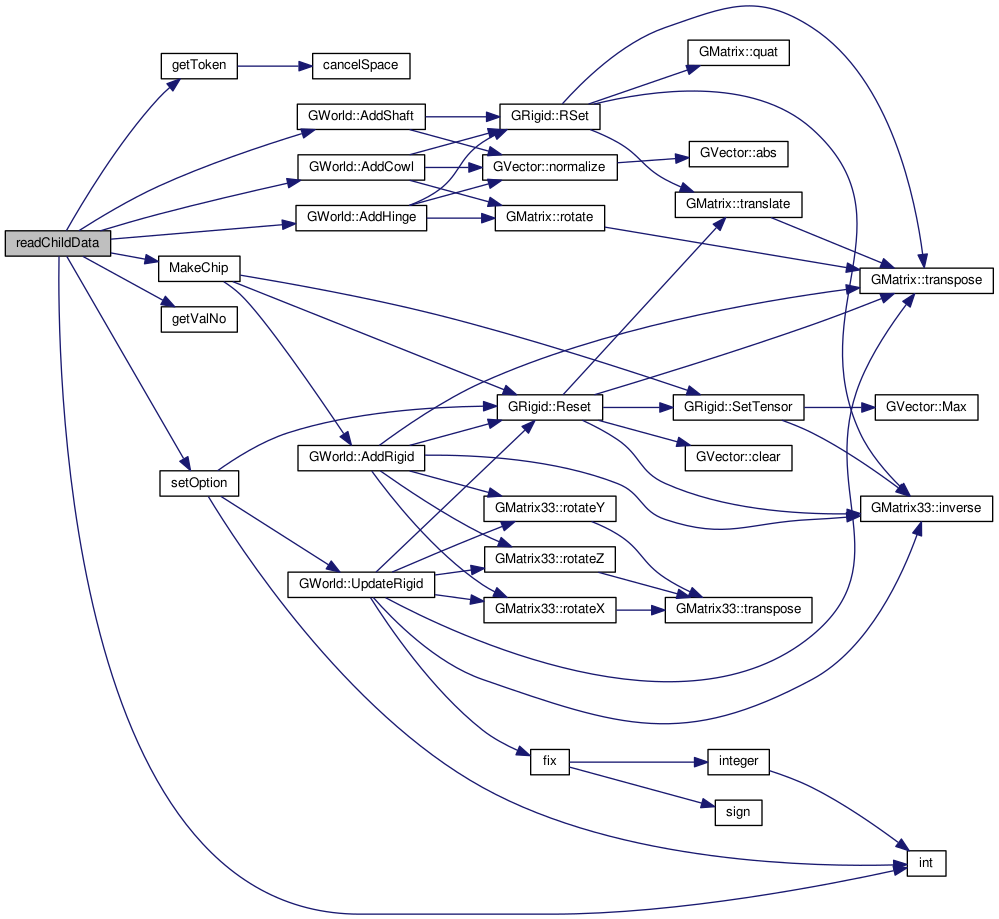 GMatrix::quat
getToken
cancelSpace
GWorld::AddShaft
GRigid::RSet
GVector::abs
GWorld::AddCowl
GVector::normalize
GMatrix::translate
GWorld::AddHinge
GMatrix::rotate
readChildData
MakeChip
GMatrix::transpose
getValNo
GRigid::Reset
GRigid::SetTensor
GVector::Max
GWorld::AddRigid
GVector::clear
setOption
GMatrix33::rotateY
GMatrix33::inverse
GMatrix33::rotateZ
GWorld::UpdateRigid
GMatrix33::rotateX
GMatrix33::transpose
fix
integer
sign
int